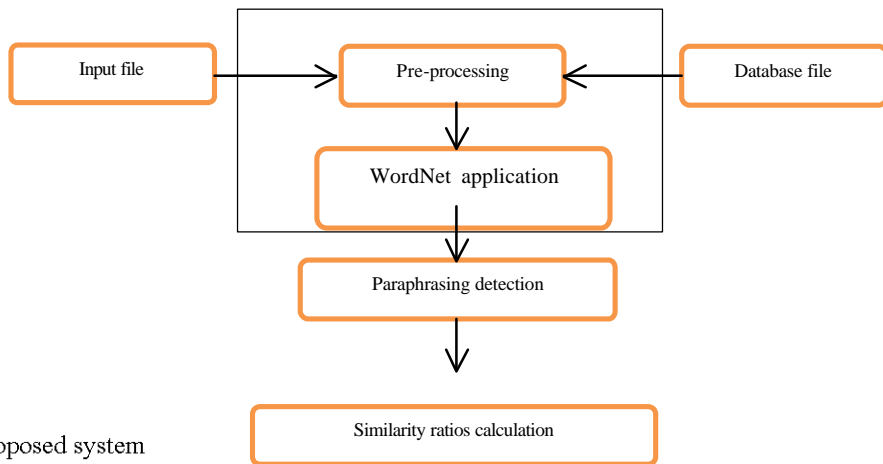 Input file
Pre-processing
Database file
WordNet application
Paraphrasing detection
Similarity ratios calculation
oposed system